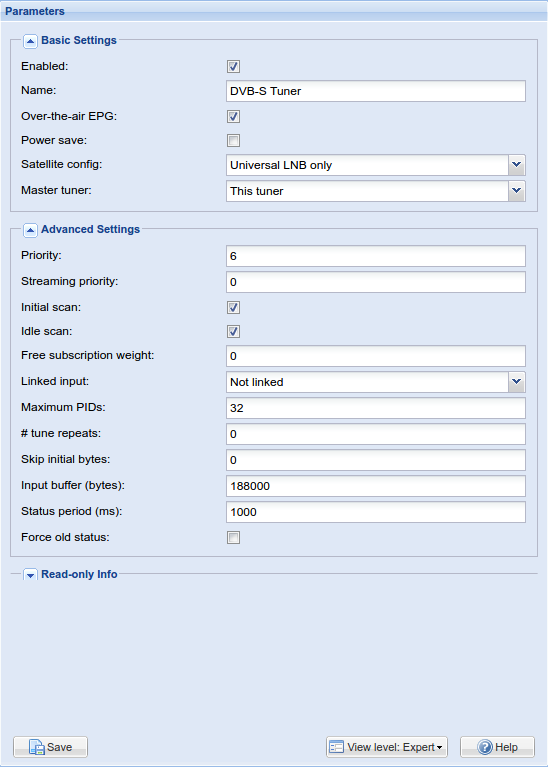 Parameters
Basic Settings
Enabled:
Name: DVB-S Tuner
Over-the-air EPG:
Power save:
Satellite config: Universal LNB only
Master tuner: This tuner
Advanced Settings
Priority: 6
Streaming priority: 0
Initial scan:
Idle scan:
Free subscription weight: 0
Linked input: Not linked
Maximum PIDs: 32
# tune repeats: 0
Skip initial bytes: 0
Input buffer (bytes): 188000
Status period (ms): 1000
Force old status:
Read-only Info
Save View level: Expert Help